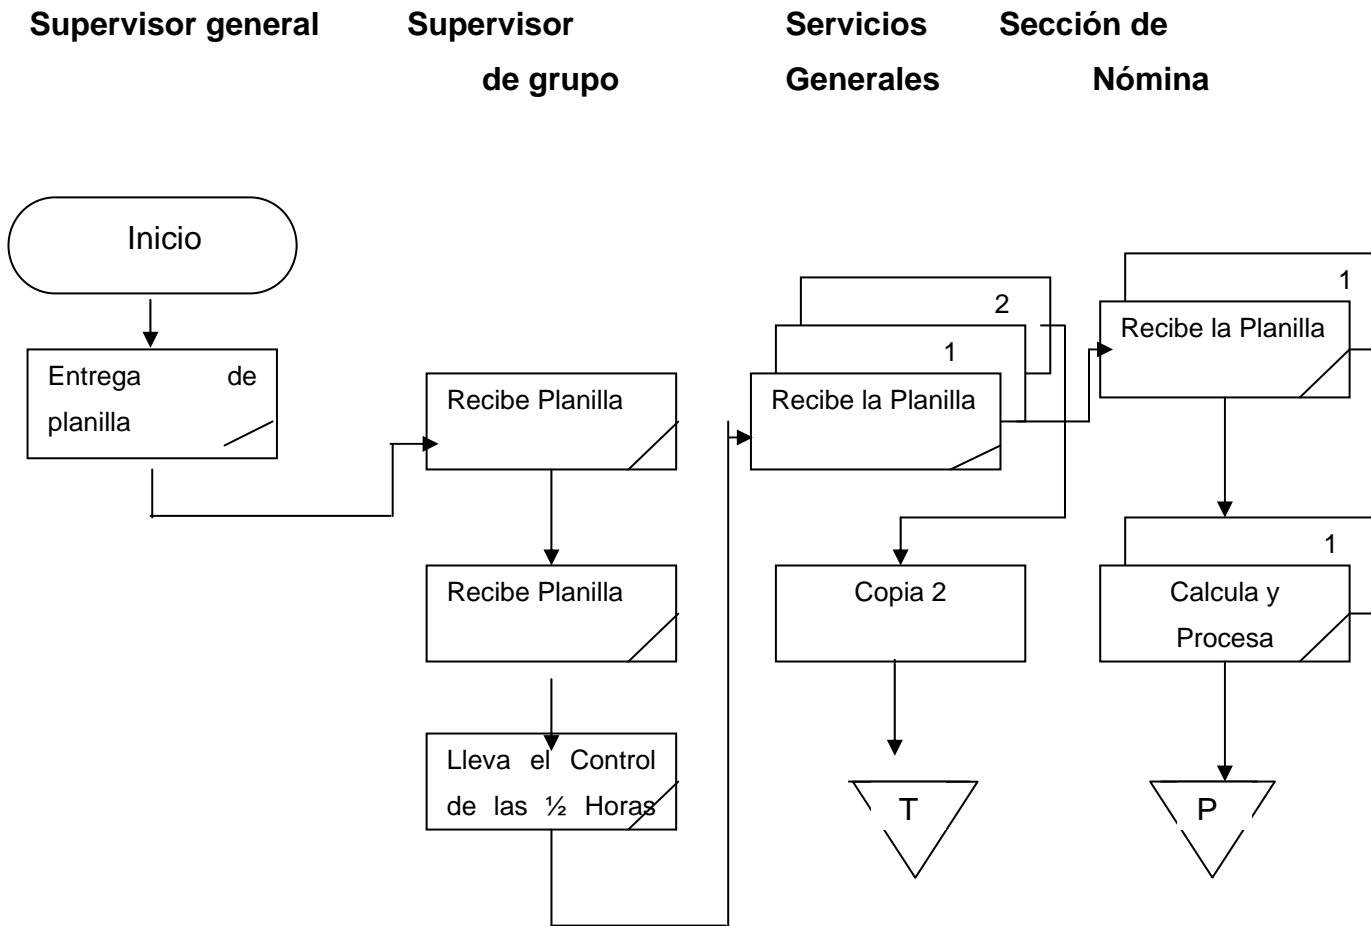 Supervisor general
Supervisor
de grupo
Servicios
Generales
Sección de
Nómina
Inicio
Entrega de
planilla
Recibe Planilla
Recibe Planilla
Lleva el Control
de las ½ Horas
2
1
Recibe la Planilla
Copia 2
T
1
Recibe la Planilla
1
Calcula y
Procesa
P